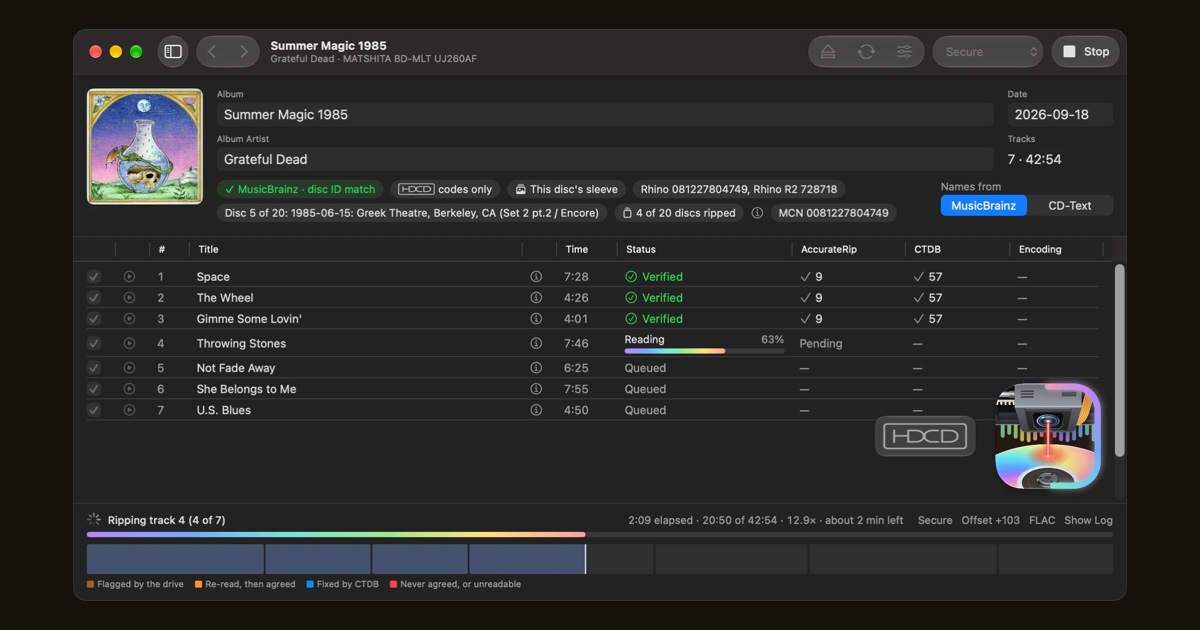 Summer Magic 1985
Grateful Dead · MATSHITA BD-MLT UJ260AF
Secure
Stop
Album
Summer Magic 1985
Date
2026-09-18
Album Artist
Grateful Dead
Tracks
7 · 42:54
MusicBrainz · disc ID match
HDCD codes only
This disc's sleeve
Rhino 081227804749, Rhino R2 728718
Disc 5 of 20: 1985-06-15: Greek Theatre, Berkeley, CA (Set 2 pt.2 / Encore)
4 of 20 discs ripped
MCN 0081227804749
Names from
MusicBrainz CD-Text
# Title Time Status AccurateRip CTDB Encoding
1 Space 7:28 Verified 9 57 —
2 The Wheel 4:26 Verified 9 57 —
3 Gimme Some Lovin' 4:01 Verified 9 57 —
4 Throwing Stones 7:46 Reading 63% Pending — —
5 Not Fade Away 6:25 Queued — — —
6 She Belongs to Me 7:55 Queued — —
7 U.S. Blues 4:50 Queued — —
HDCD
Ripping track 4 (4 of 7)
2:09 elapsed · 20:50 of 42:54 · 12.9× · about 2 min left Secure Offset +103 FLAC Show Log
Flagged by the drive Re-read, then agreed Fixed by CTDB Never agreed, or unreadable